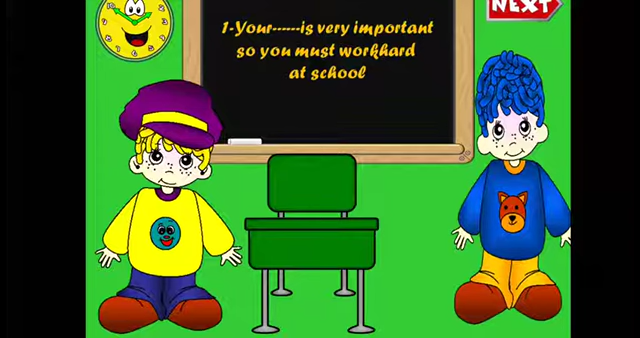 NEXT
1-Your------is very important
so you must workhard
at school